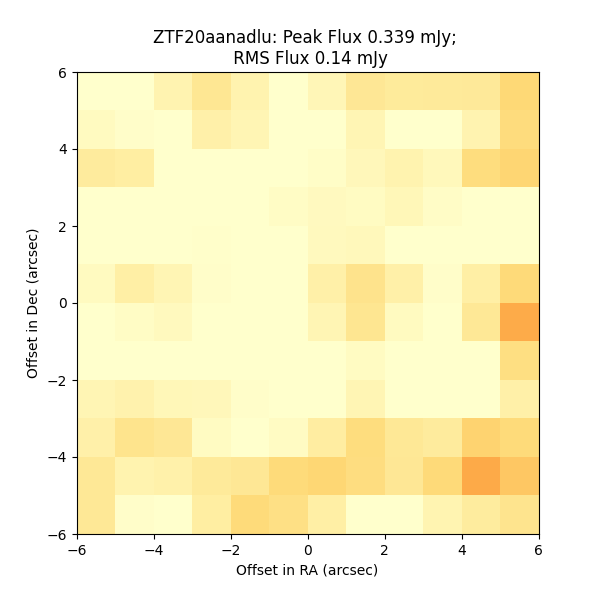 ZTF20aanadlu: Peak Flux 0.339 mJy;
RMS Flux 0.14 mJy
6
4
2
0
−2
−4
−6
Offset in Dec (arcsec)
−6 −4 −2 0 2 4 6
Offset in RA (arcsec)